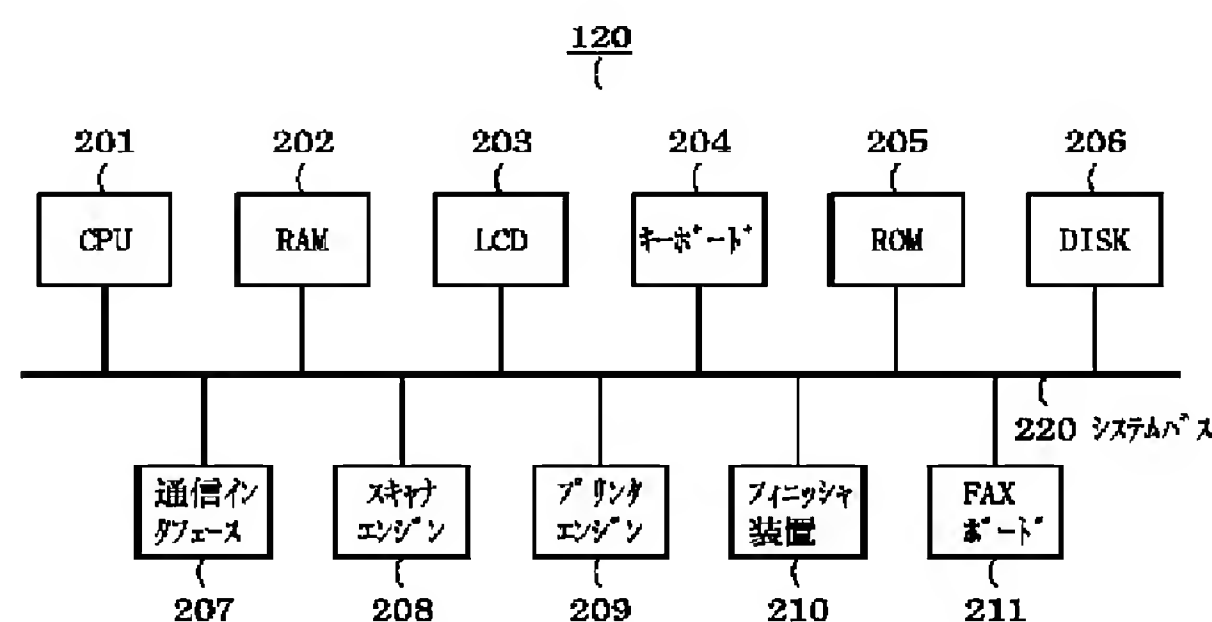 120
201 202 203 204 205 206
CPU RAM LCD キーボード ROM DISK
220 システムバス
通信イン
タフェース
スキャナ
エンジン
プリンタ
エンジン
フィニッシャ
装置
FAX
ボード
207 208 209 210 211